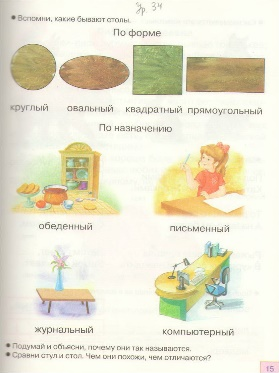 Ур. 34
• Вспомни, какие бывают столы.
По форме
круглый овальный квадратный прямоугольный
По назначению
обеденный письменный
журнальный компьютерный
• Подумай и объясни, почему они так называются.
• Сравни стул и стол. Чем они похожи, чем отличаются?
15